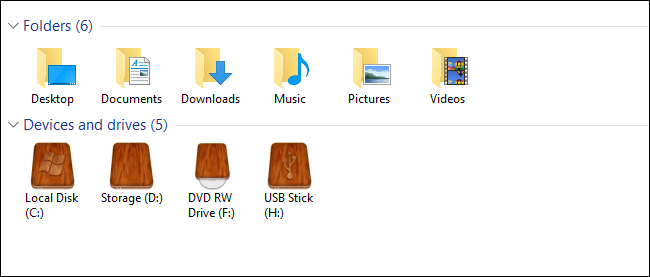 Folders (6)
Desktop
Documents
Downloads
Music
Pictures
Videos
Devices and drives (5)
Local Disk
(C:)
Storage (D:)
DVD RW
Drive (F:)
USB Stick
(H:)